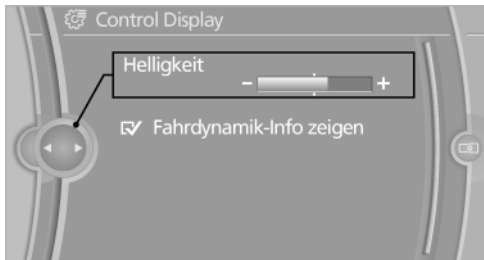 Control Display
Helligkeit
- +
Fahrdynamik-Info zeigen